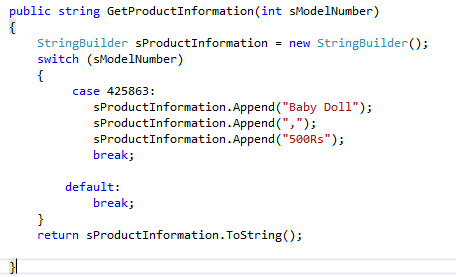 public string GetProductInformation(int sModelNumber)
{
    StringBuilder sProductInformation = new StringBuilder();
    switch (sModelNumber)
    {
         case 425863:
            sProductInformation.Append("Baby Doll");
            sProductInformation.Append(",");
            sProductInformation.Append("500Rs");
            break;

        default:
            break;
    }
    return sProductInformation.ToString();

}